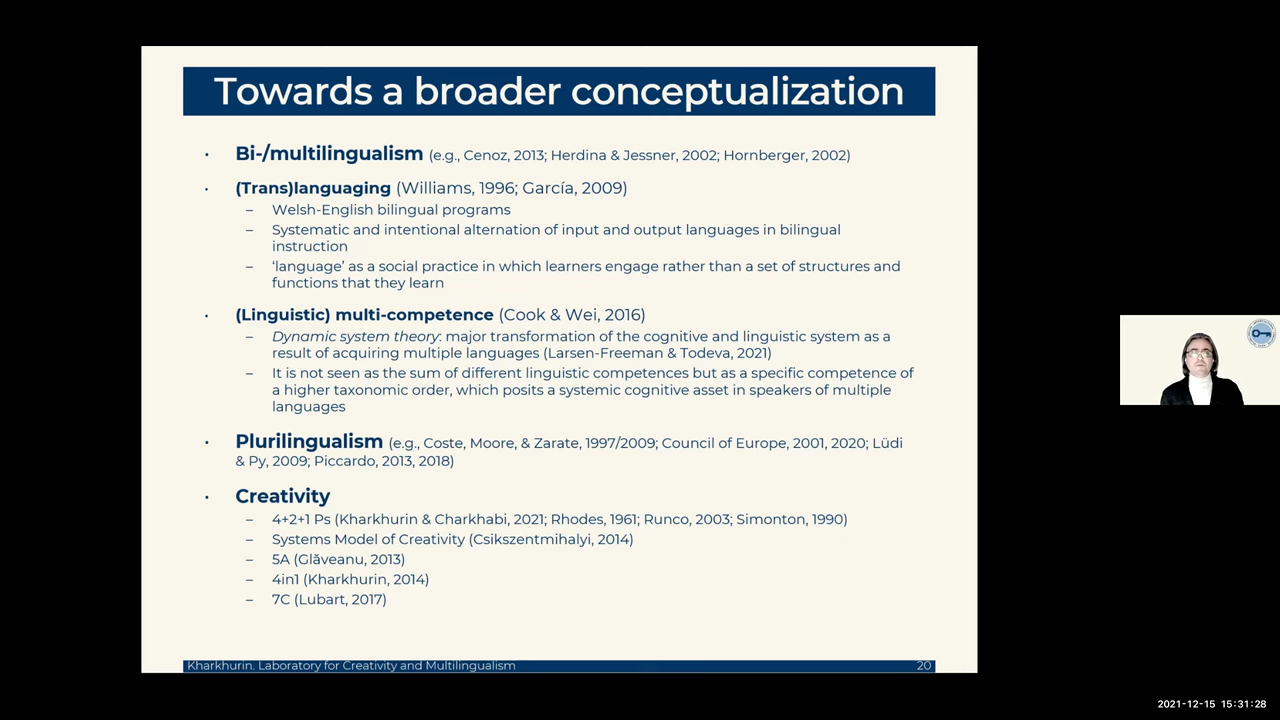 Towards a broader conceptualization
• Bi-/multilingualism (e.g., Cenoz, 2013; Herdina & Jessner, 2002; Hornberger, 2002)
• (Trans)languaging (Williams, 1996; García, 2009)
– Welsh-English bilingual programs
– Systematic and intentional alternation of input and output languages in bilingual
instruction
– ‘language’ as a social practice in which learners engage rather than a set of structures and
functions that they learn
• (Linguistic) multi-competence (Cook & Wei, 2016)
– Dynamic system theory: major transformation of the cognitive and linguistic system as a
result of acquiring multiple languages (Larsen-Freeman & Todeva, 2021)
– It is not seen as the sum of different linguistic competences but as a specific competence of
a higher taxonomic order, which posits a systemic cognitive asset in speakers of multiple
languages
• Plurilingualism (e.g., Coste, Moore, & Zarate, 1997/2009; Council of Europe, 2001, 2020; Lüdi
& Py, 2009; Piccardo, 2013, 2018)
• Creativity
– 4+2+1 Ps (Kharkhurin & Charkhabi, 2021; Rhodes, 1961; Runco, 2003; Simonton, 1990)
– Systems Model of Creativity (Csikszentmihalyi, 2014)
– 5A (Glăveanu, 2013)
– 4in1 (Kharkhurin, 2014)
– 7C (Lubart, 2017)
Kharkhurin. Laboratory for Creativity and Multilingualism 20
2021-12-15 15:31:28